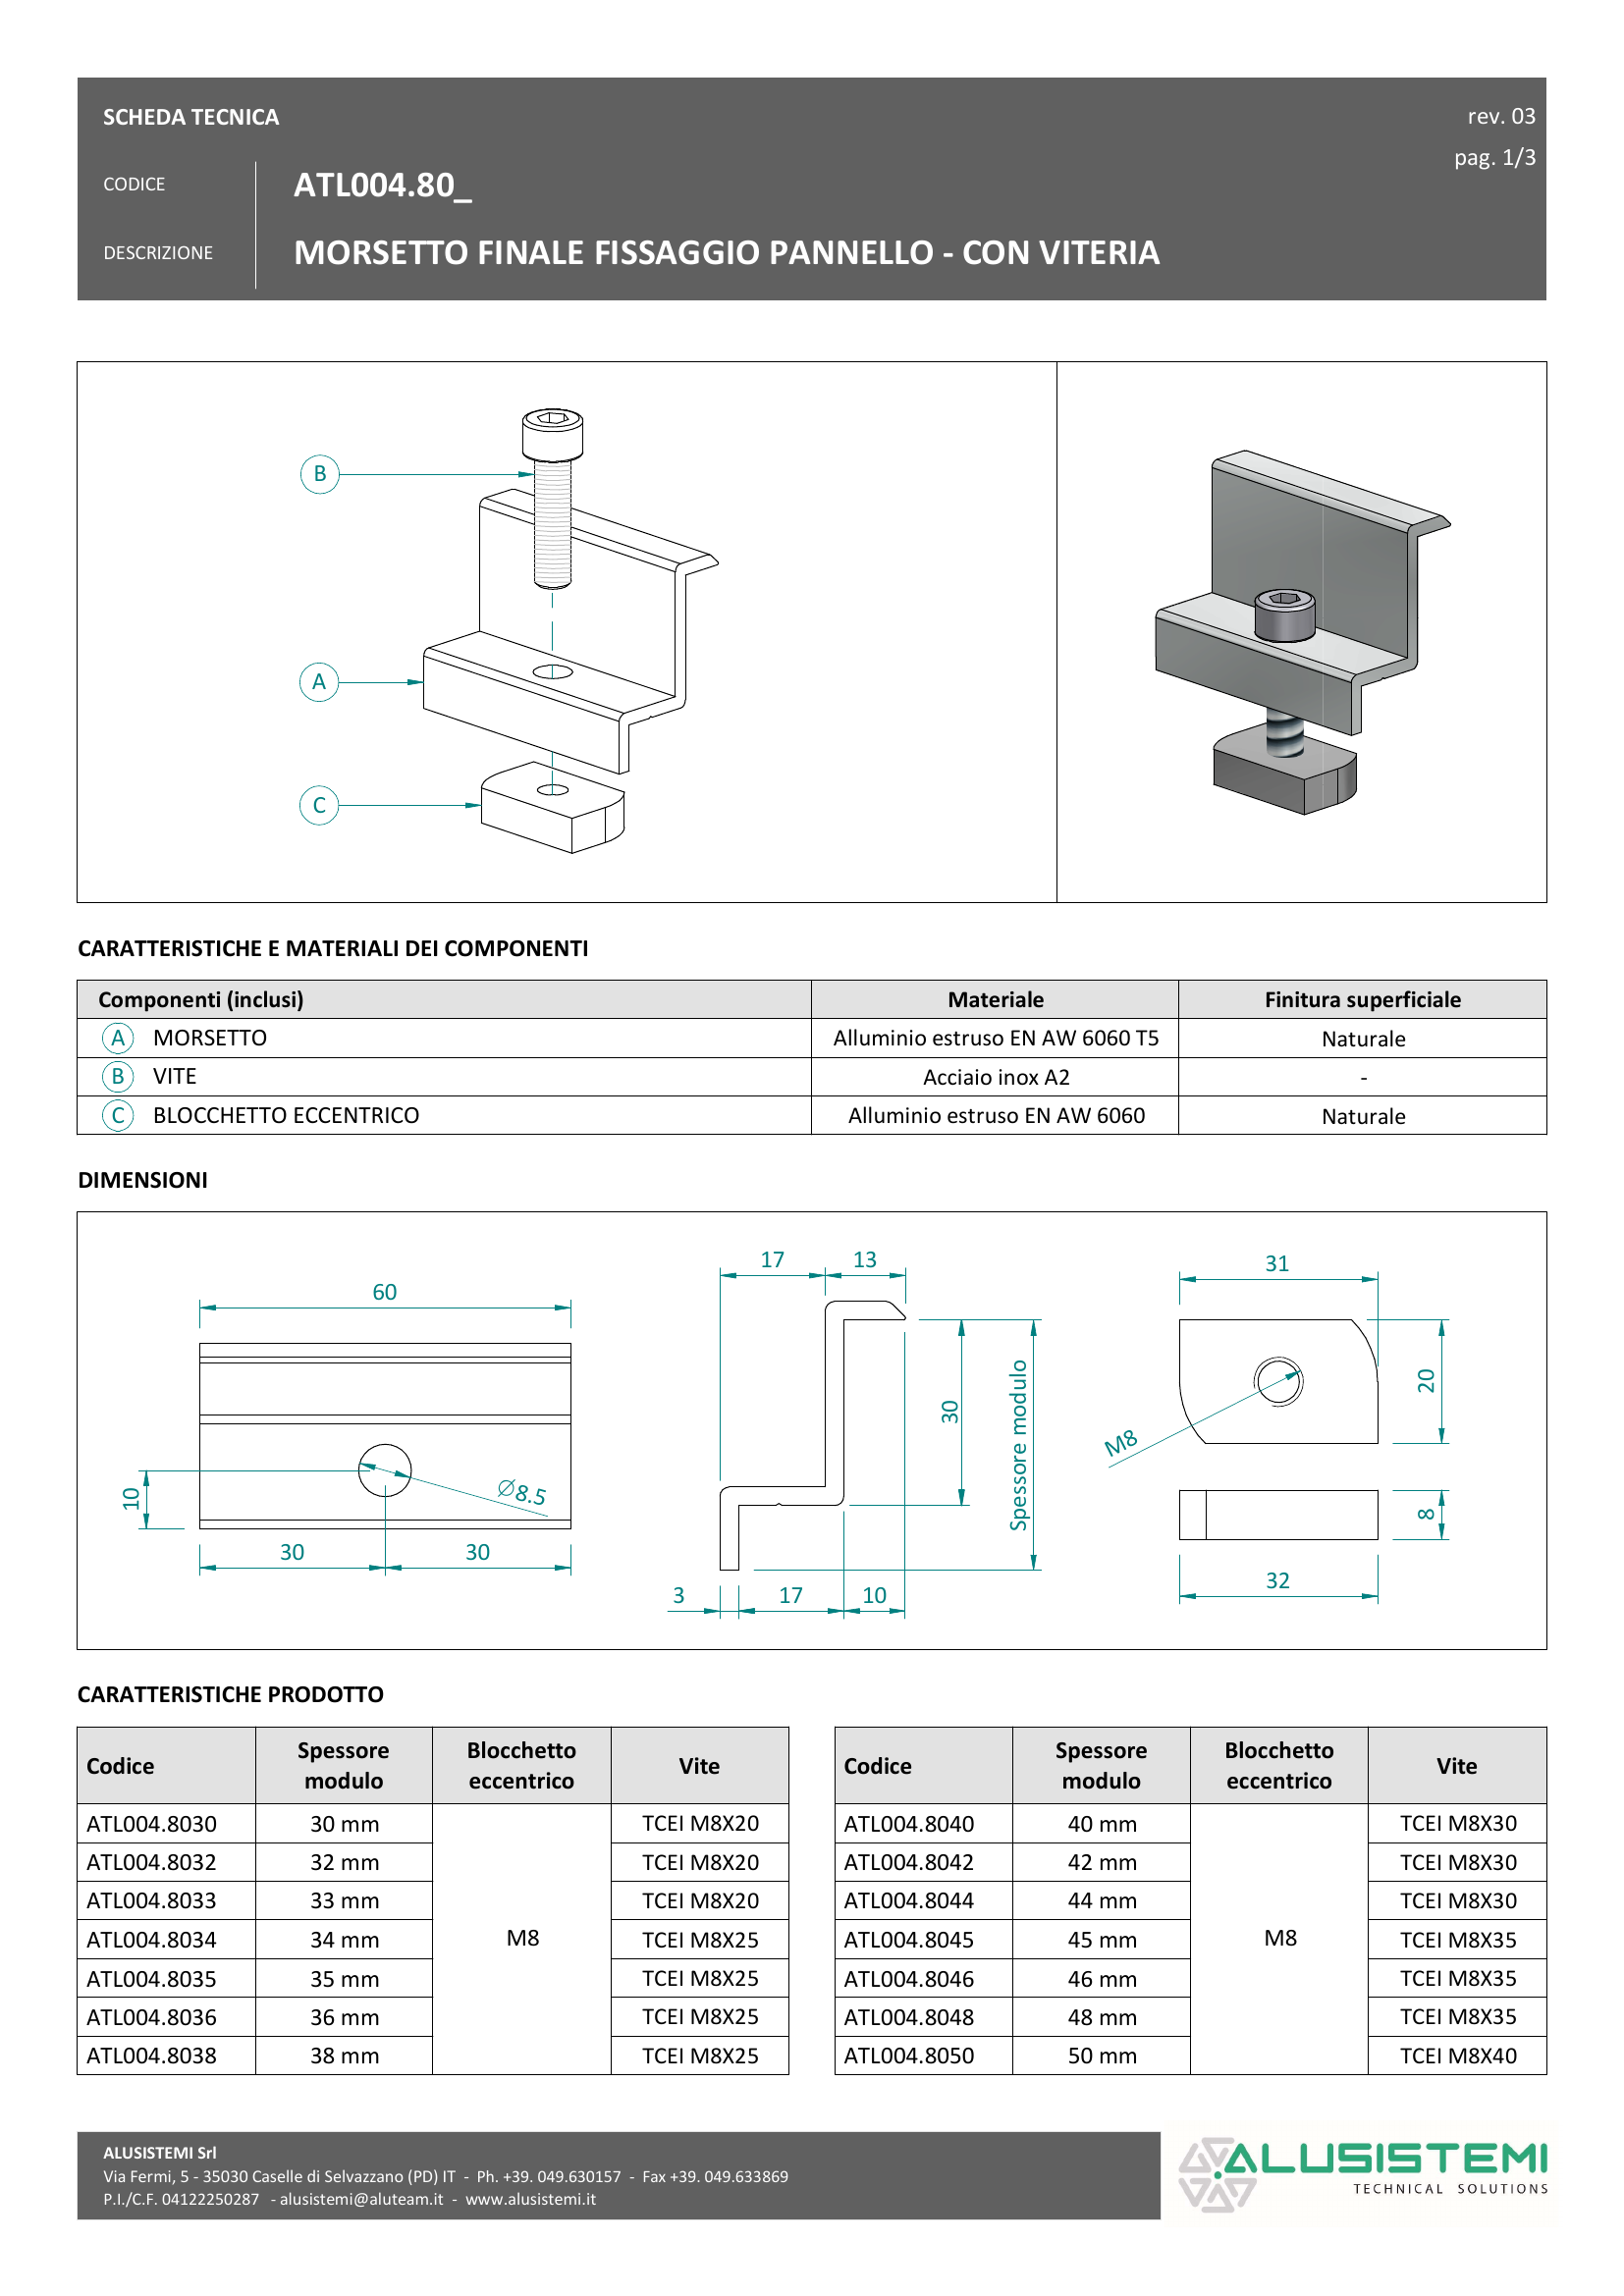 SCHEDA TECNICA
rev. 03
pag. 1/3
CODICE
ATL004.80_
DESCRIZIONE
MORSETTO FINALE FISSAGGIO PANNELLO - CON VITERIA
B
A
C
CARATTERISTICHE E MATERIALI DEI COMPONENTI
Componenti (inclusi) Materiale Finitura superficiale
A MORSETTO Alluminio estruso EN AW 6060 T5 Naturale
B VITE Acciaio inox A2 -
C BLOCCHETTO ECCENTRICO Alluminio estruso EN AW 6060 Naturale
DIMENSIONI
60
10
Ø8.5
30 30
17 13
30
Spessore modulo
3 17 10
31
20
M8
8
32
CARATTERISTICHE PRODOTTO
Codice Spessore modulo Blocchetto eccentrico Vite
ATL004.8030 30 mm TCEI M8X20
ATL004.8032 32 mm TCEI M8X20
ATL004.8033 33 mm TCEI M8X20
ATL004.8034 34 mm M8 TCEI M8X25
ATL004.8035 35 mm TCEI M8X25
ATL004.8036 36 mm TCEI M8X25
ATL004.8038 38 mm TCEI M8X25
Codice Spessore modulo Blocchetto eccentrico Vite
ATL004.8040 40 mm TCEI M8X30
ATL004.8042 42 mm TCEI M8X30
ATL004.8044 44 mm TCEI M8X30
ATL004.8045 45 mm M8 TCEI M8X35
ATL004.8046 46 mm TCEI M8X35
ATL004.8048 48 mm TCEI M8X35
ATL004.8050 50 mm TCEI M8X40
ALUSISTEMI Srl
Via Fermi, 5 - 35030 Caselle di Selvazzano (PD) IT - Ph. +39. 049.630157 - Fax +39. 049.633869
P.I./C.F. 04122250287 - alusistemi@aluteam.it - www.alusistemi.it
ALUSISTEMI
TECHNICAL SOLUTIONS